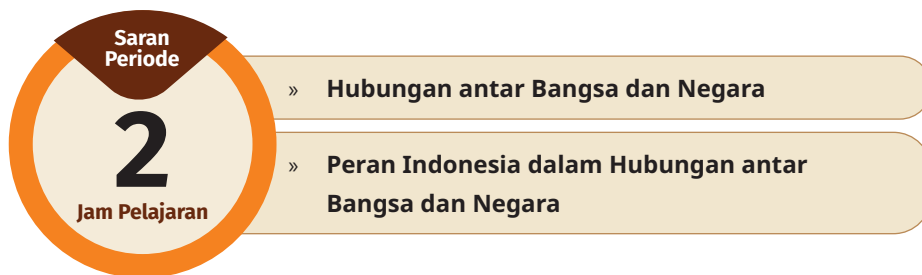 Saran
Periode
2
Jam Pelajaran
» Hubungan antar Bangsa dan Negara
» Peran Indonesia dalam Hubungan antar
Bangsa dan Negara